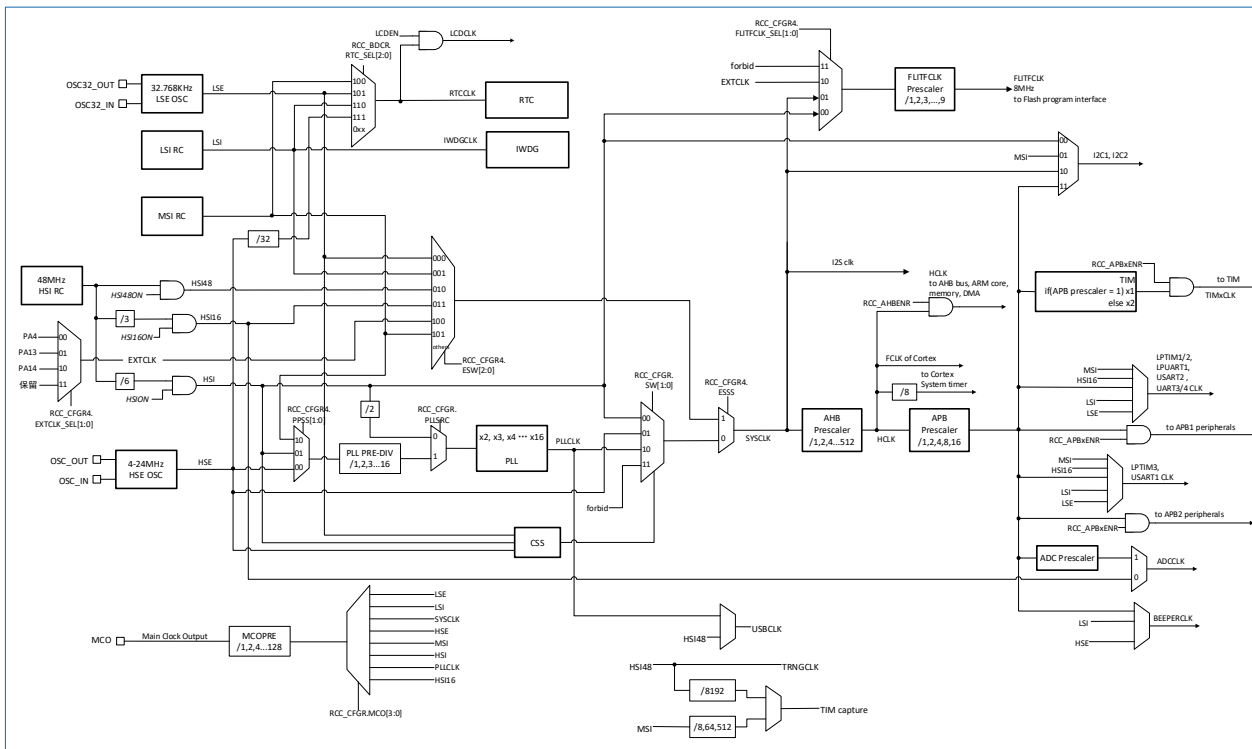 LCDEN
LCDCLK
RCC_BDCR.
RTC_SEL[2:0]
OSC32_OUT
OSC32_IN
32.768KHz
LSE OSC
LSE
100
101
110
111
0xx
RTCCLK
RTC
LSI RC
LSI
IWDGCLK
IWDG
MSI RC
/32
RCC_CFGR4.
FLITFCLK_SEL[1:0]
forbid
EXTCLK
11
10
01
00
FLITFCLK
Prescaler
/1,2,3,...,9
FLITFCLK
8MHz
to Flash program interface
MSI
00
01
10
11
I2C1, I2C2
48MHz
HSI RC
HSI48ON
HSI48
/3
HSI16ON
HSI16
PA4
PA13
PA14
保留
00
01
10
11
EXTCLK
RCC_CFGR4.
EXTCLK_SEL[1:0]
/6
HSION
HSI
000
001
010
011
100
101
others
RCC_CFGR4.
ESW[2:0]
OSC_OUT
OSC_IN
4-24MHz
HSE OSC
HSE
RCC_CFGR4.
PPSS[1:0]
10
01
00
PLL PRE-DIV
/1,2,3...16
/2
RCC_CFGR.
PLLSRC
0
1
x2, x3, x4 ··· x16
PLL
PLLCLK
RCC_CFGR.
SW[1:0]
00
01
10
11
forbid
CSS
RCC_CFGR4.
ESSS
1
0
SYSCLK
I2S clk
AHB
Prescaler
/1,2,4...512
HCLK
RCC_AHBENR
HCLK
to AHB bus, ARM core,
memory, DMA
FCLK of Cortex
/8
to Cortex
System timer
APB
Prescaler
/1,2,4,8,16
RCC_APBxENR
TIM
if(APB prescaler = 1) x1
else x2
to TIM
TIMxCLK
MSI
HSI16
LSI
LSE
LPTIM1/2,
LPUART1,
USART2 ,
UART3/4 CLK
RCC_APBxENR
to APB1 peripherals
MSI
HSI16
LSI
LSE
LPTIM3,
USART1 CLK
RCC_APBxENR
to APB2 peripherals
ADC Prescaler
1
0
ADCCLK
LSI
HSE
BEEPERCLK
MCO
Main Clock Output
MCOPRE
/1,2,4...128
LSE
LSI
SYSCLK
HSE
MSI
HSI
PLLCLK
HSI16
RCC_CFGR.MCO[3:0]
HSI48
USBCLK
HSI48
TRNGCLK
/8192
MSI
/8,64,512
TIM capture